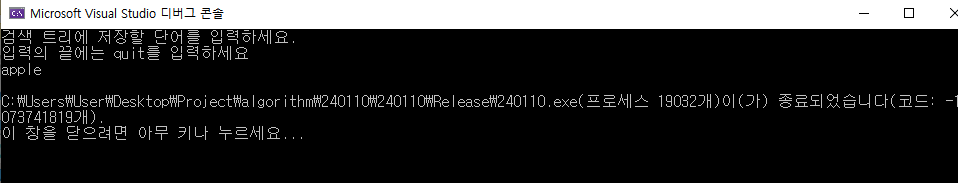 Microsoft Visual Studio 디버그 콘솔
검색 트리에 저장할 단어를 입력하세요.
입력의 끝에는 quit를 입력하세요
apple
C:\Users\User\Desktop\Project\algorithm\240110\240110\Release\240110.exe(프로세스 19032개)이(가) 종료되었습니다(코드: -1
073741819개).
이 창을 닫으려면 아무 키나 누르세요...